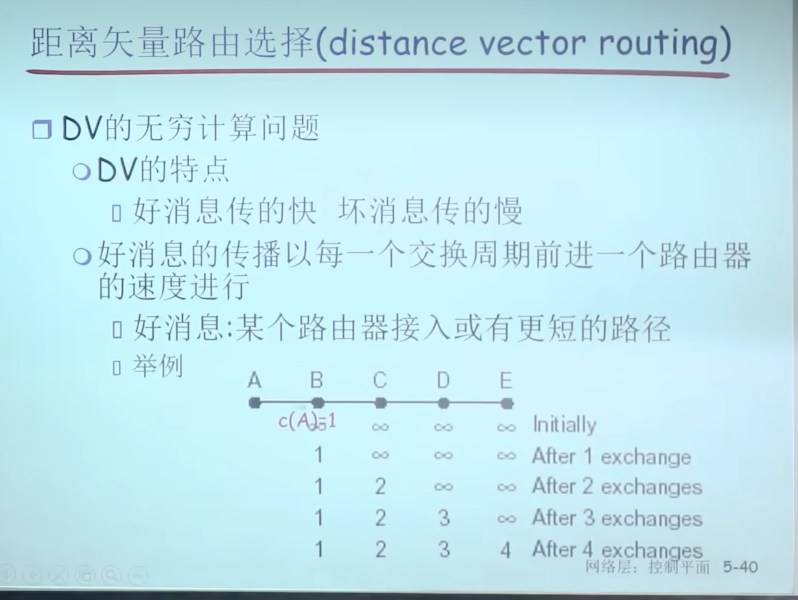 距离矢量路由选择(distance vector routing)
DV的无穷计算问题
DV的特点
好消息传的快 坏消息传的慢
好消息的传播以每一个交换周期前进一个路由器
的速度进行
好消息:某个路由器接入或有更短的路径
举例
A B C D E
c(A)=1 ∞ ∞ ∞ ∞ Initially
1 ∞ ∞ ∞ After 1 exchange
1 2 ∞ ∞ After 2 exchanges
1 2 3 ∞ After 3 exchanges
1 2 3 4 After 4 exchanges
网络层: 控制平面 5-40